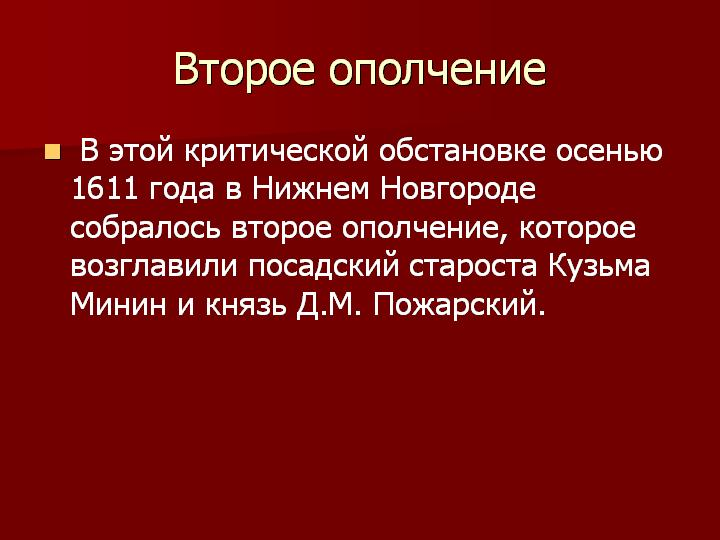 Второе ополчение
В этой критической обстановке осенью
1611 года в Нижнем Новгороде
собралось второе ополчение, которое
возглавили посадский староста Кузьма
Минин и князь Д.М. Пожарский.